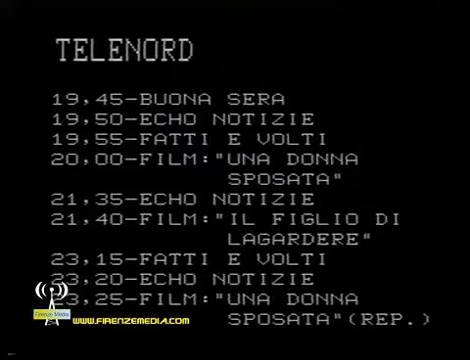 TELENORD
19,45-BUONA SERA
19,50-ECHO NOTIZIE
19,55-FATTI E VOLTI
20,00-FILM:"UNA DONNA
SPOSATA"
21,35-ECHO NOTIZIE
21,40-FILM:"IL FIGLIO DI
LAGARDERE"
23,15-FATTI E VOLTI
23,20-ECHO NOTIZIE
23,25-FILM:"UNA DONNA
SPOSATA"(REP.)
Firenze Media
WWW.FIRENZEMEDIA.COM